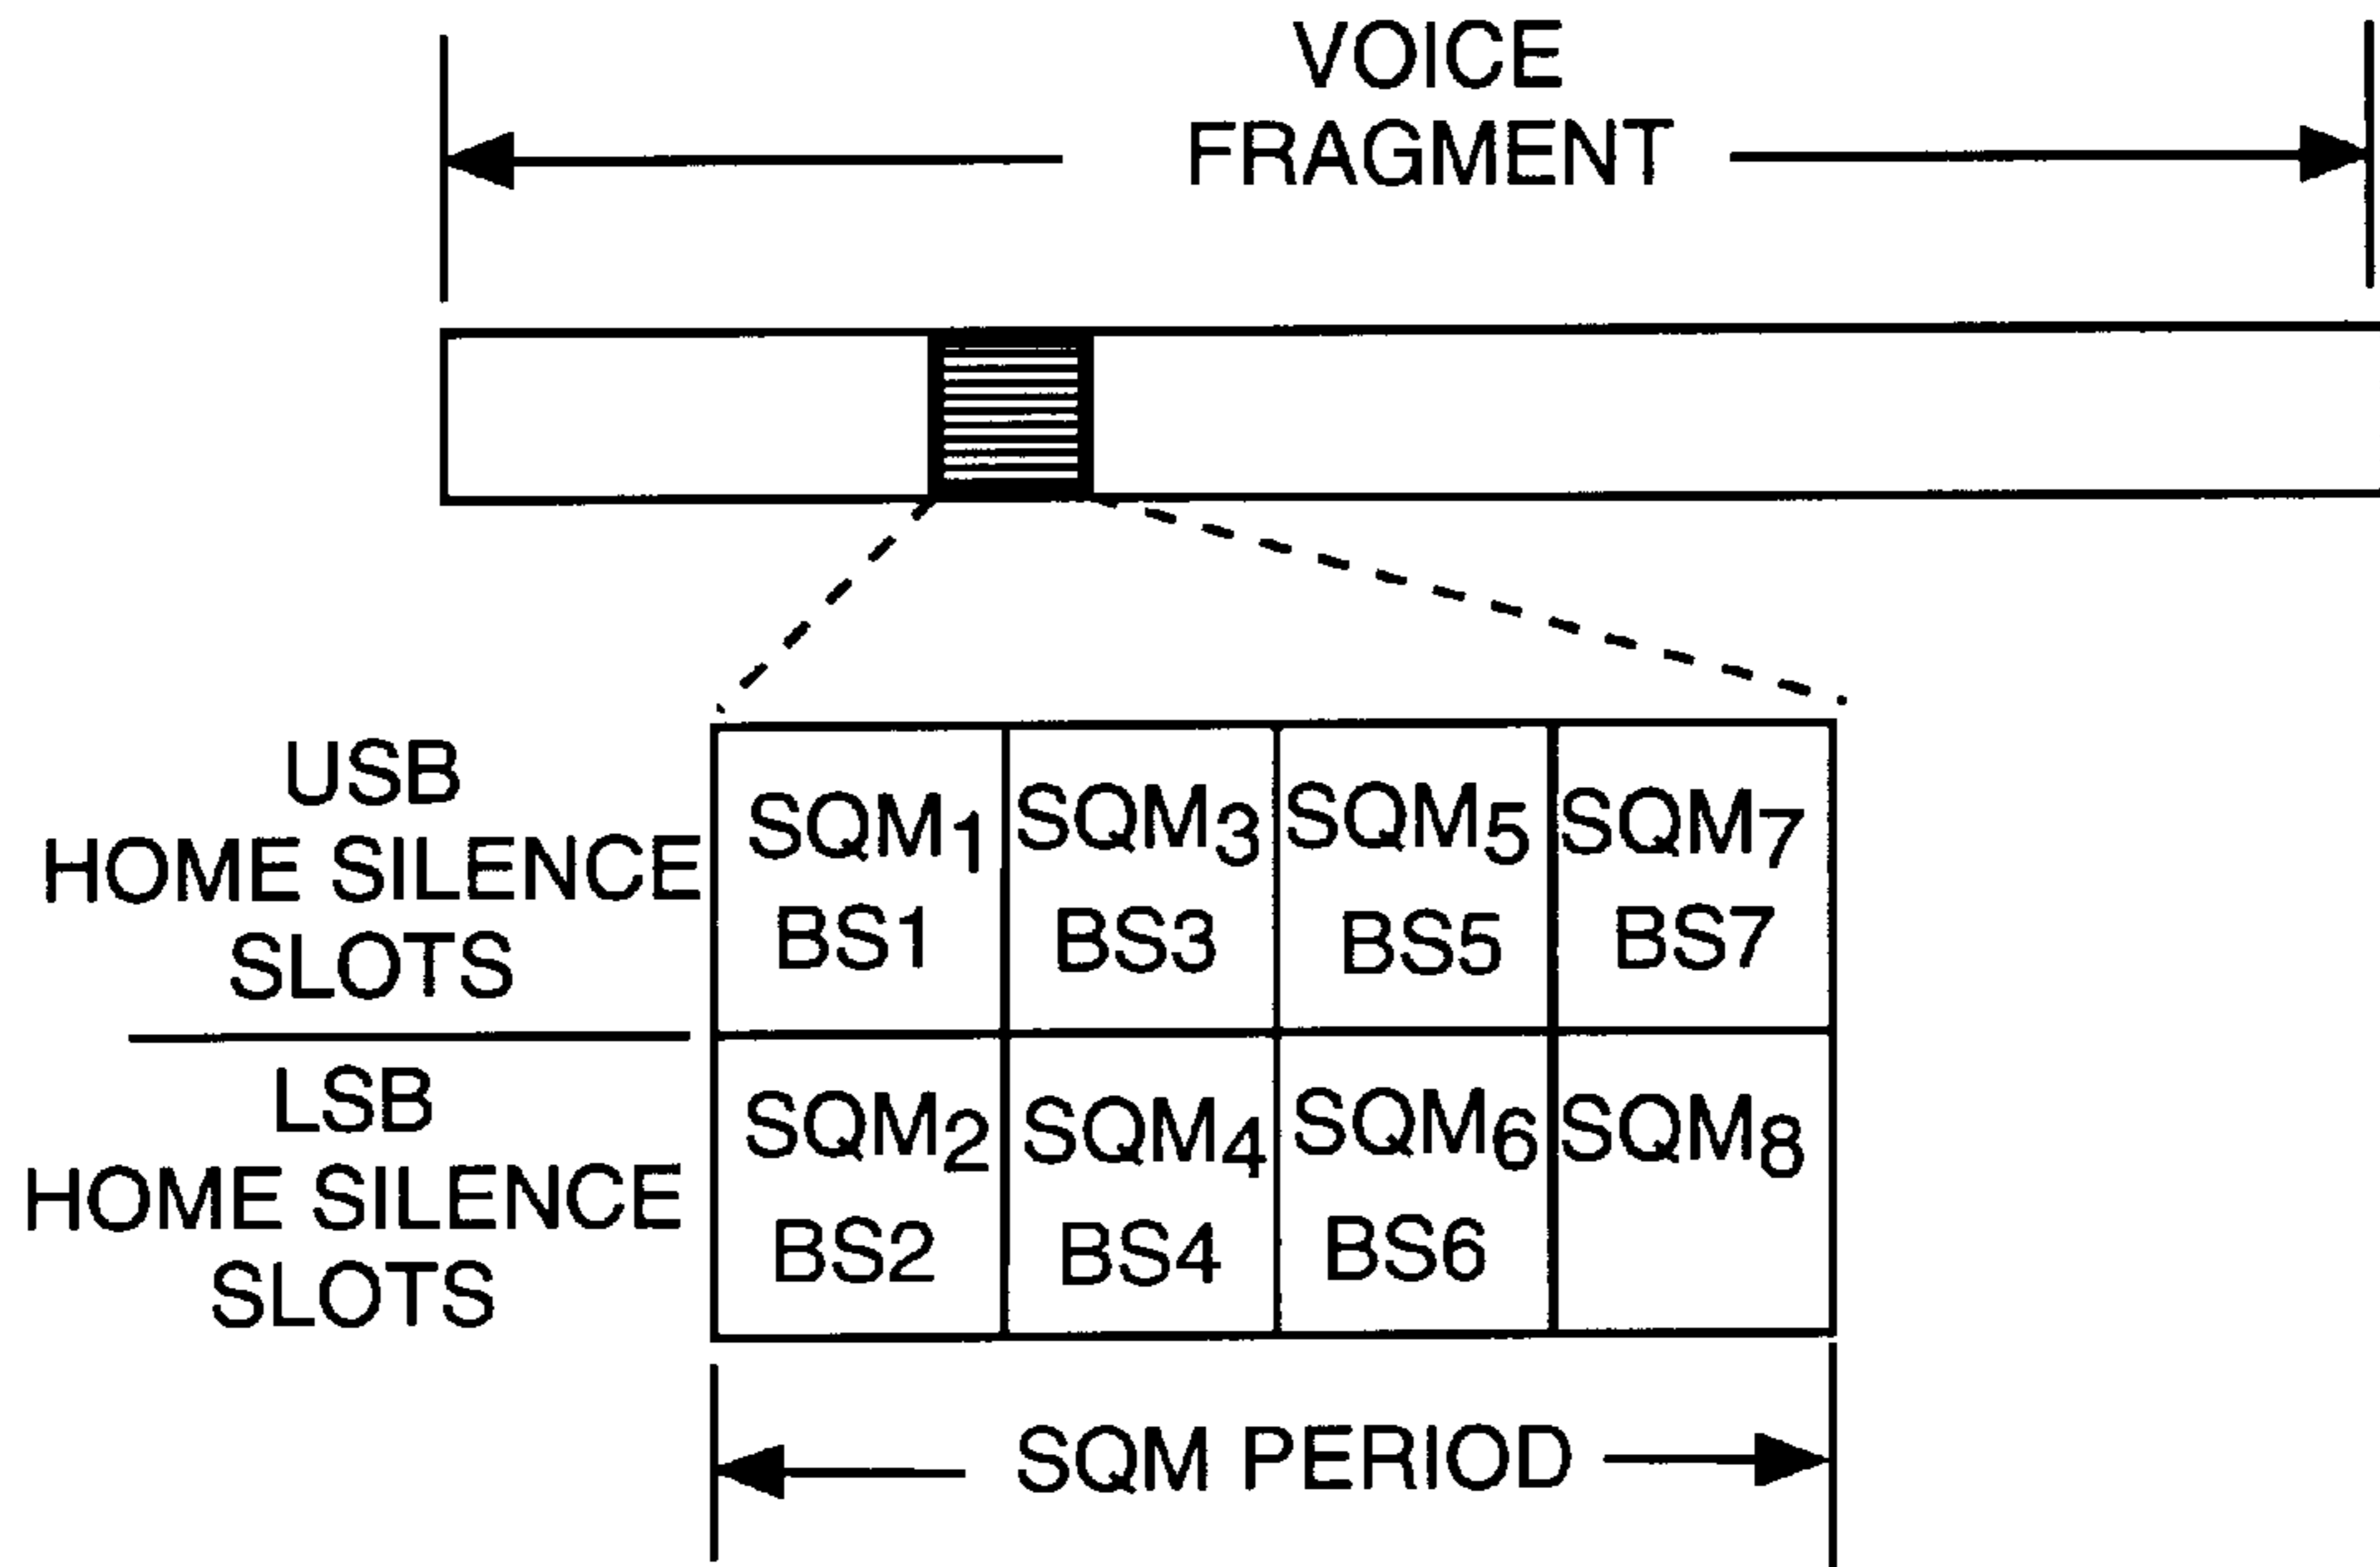 VOICE
FRAGMENT
USB
HOME SILENCE
SLOTS
SQM1 SQM3 SQM5 SQM7
BS1 BS3 BS5 BS7
LSB
HOME SILENCE
SLOTS
SQM2 SQM4 SQM6 SQM8
BS2 BS4 BS6
SQM PERIOD